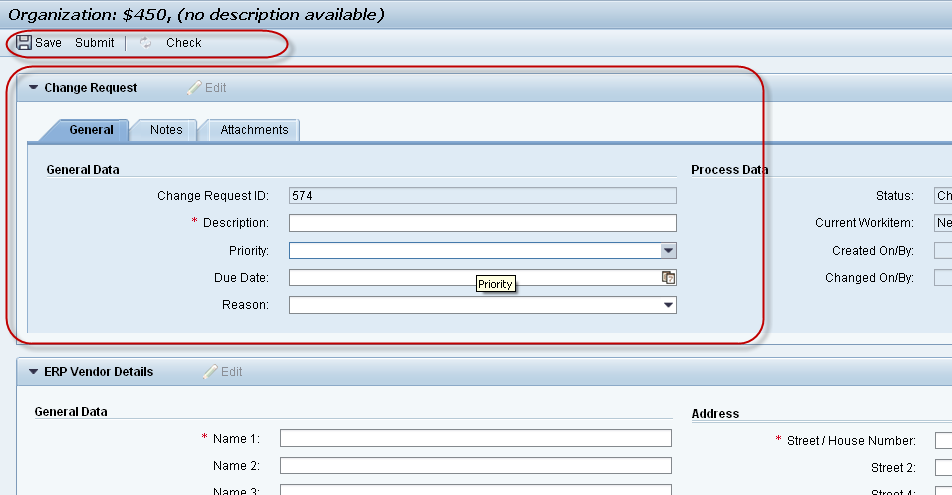 Organization: $450, (no description available)
Save Submit Check
Change Request Edit
General Notes Attachments
General Data
Change Request ID: 574
* Description:
Priority:
Due Date:
Priority
Reason:
Process Data
Status: Ch
Current Workitem: Ne
Created On/By:
Changed On/By:
ERP Vendor Details Edit
General Data
* Name 1:
Name 2:
Name 3:
Address
* Street / House Number:
Street 2:
Street 4: